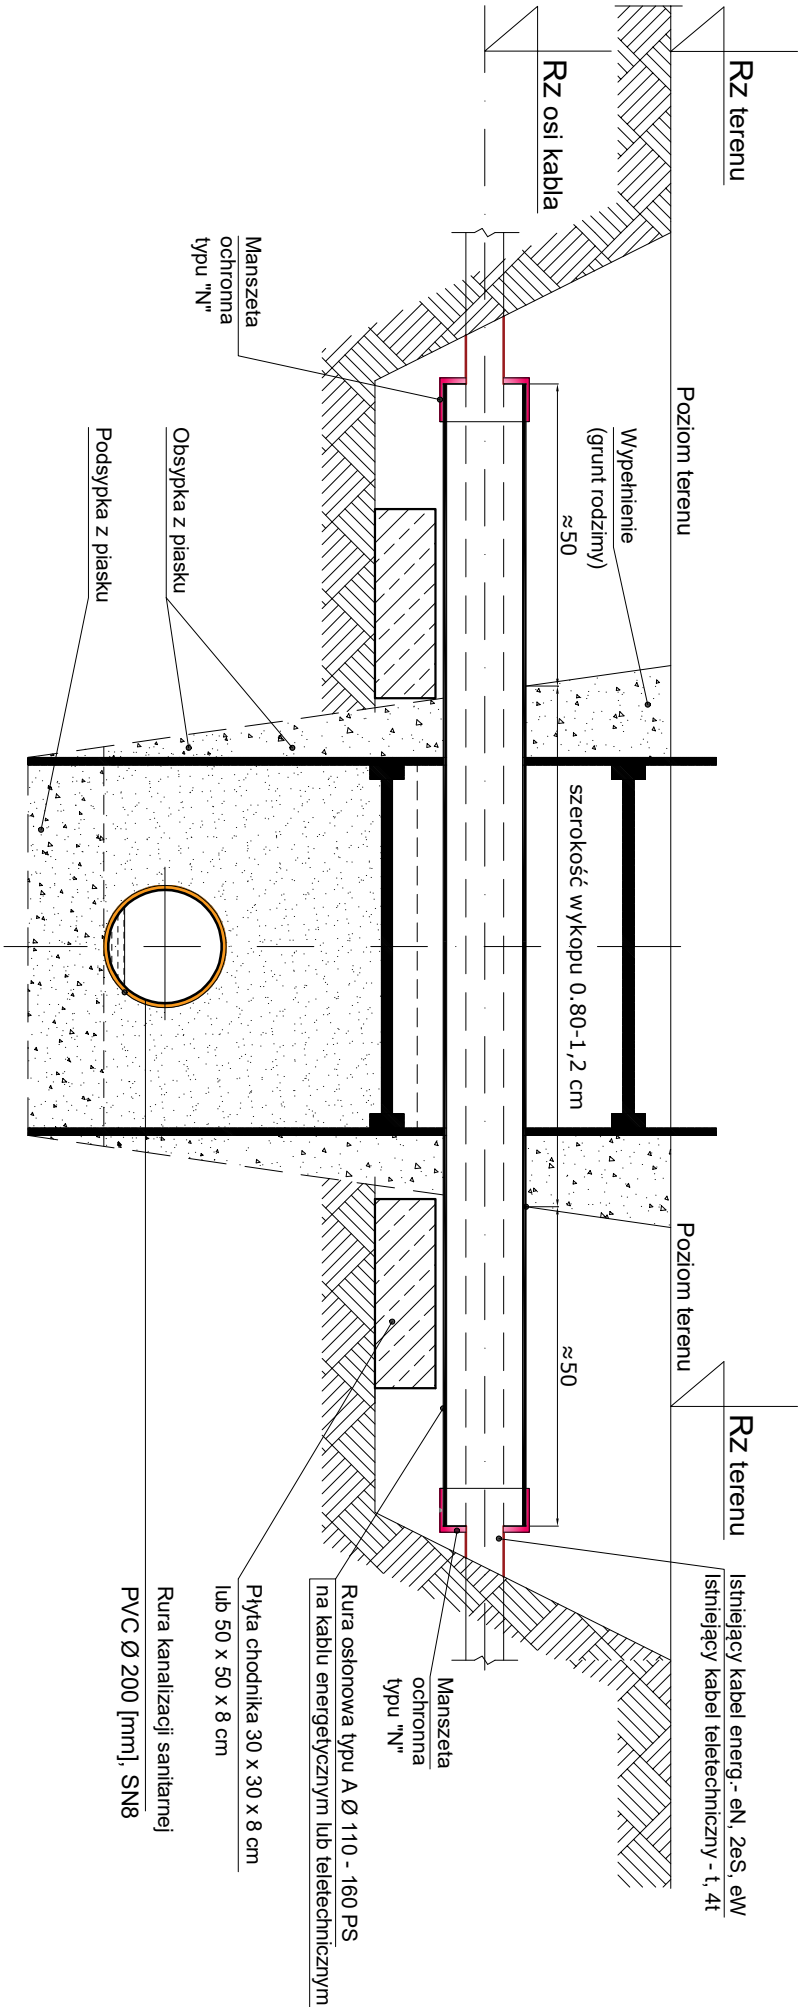 Rz terenu
Rz osi kabla
Poziom terenu
Poziom terenu
Rz terenu
Wypełnienie
(grunt rodzimy)
≈50
szerokość wykopu 0.80-1,2 cm
≈50
Istniejący kabel energ.- eN, 2eS, eW
Istniejący kabel teletechniczny - t, 4t
Manszeta
ochronna
typu "N"
Manszeta
ochronna
typu "N"
Obsypka z piasku
Podsypka z piasku
Rura osłonowa typu A Ø 110 - 160 PS
na kablu energetycznym lub teletechnicznym
Płyta chodnika 30 x 30 x 8 cm
lub 50 x 50 x 8 cm
Rura kanalizacji sanitarnej
PVC Ø 200 [mm], SN8